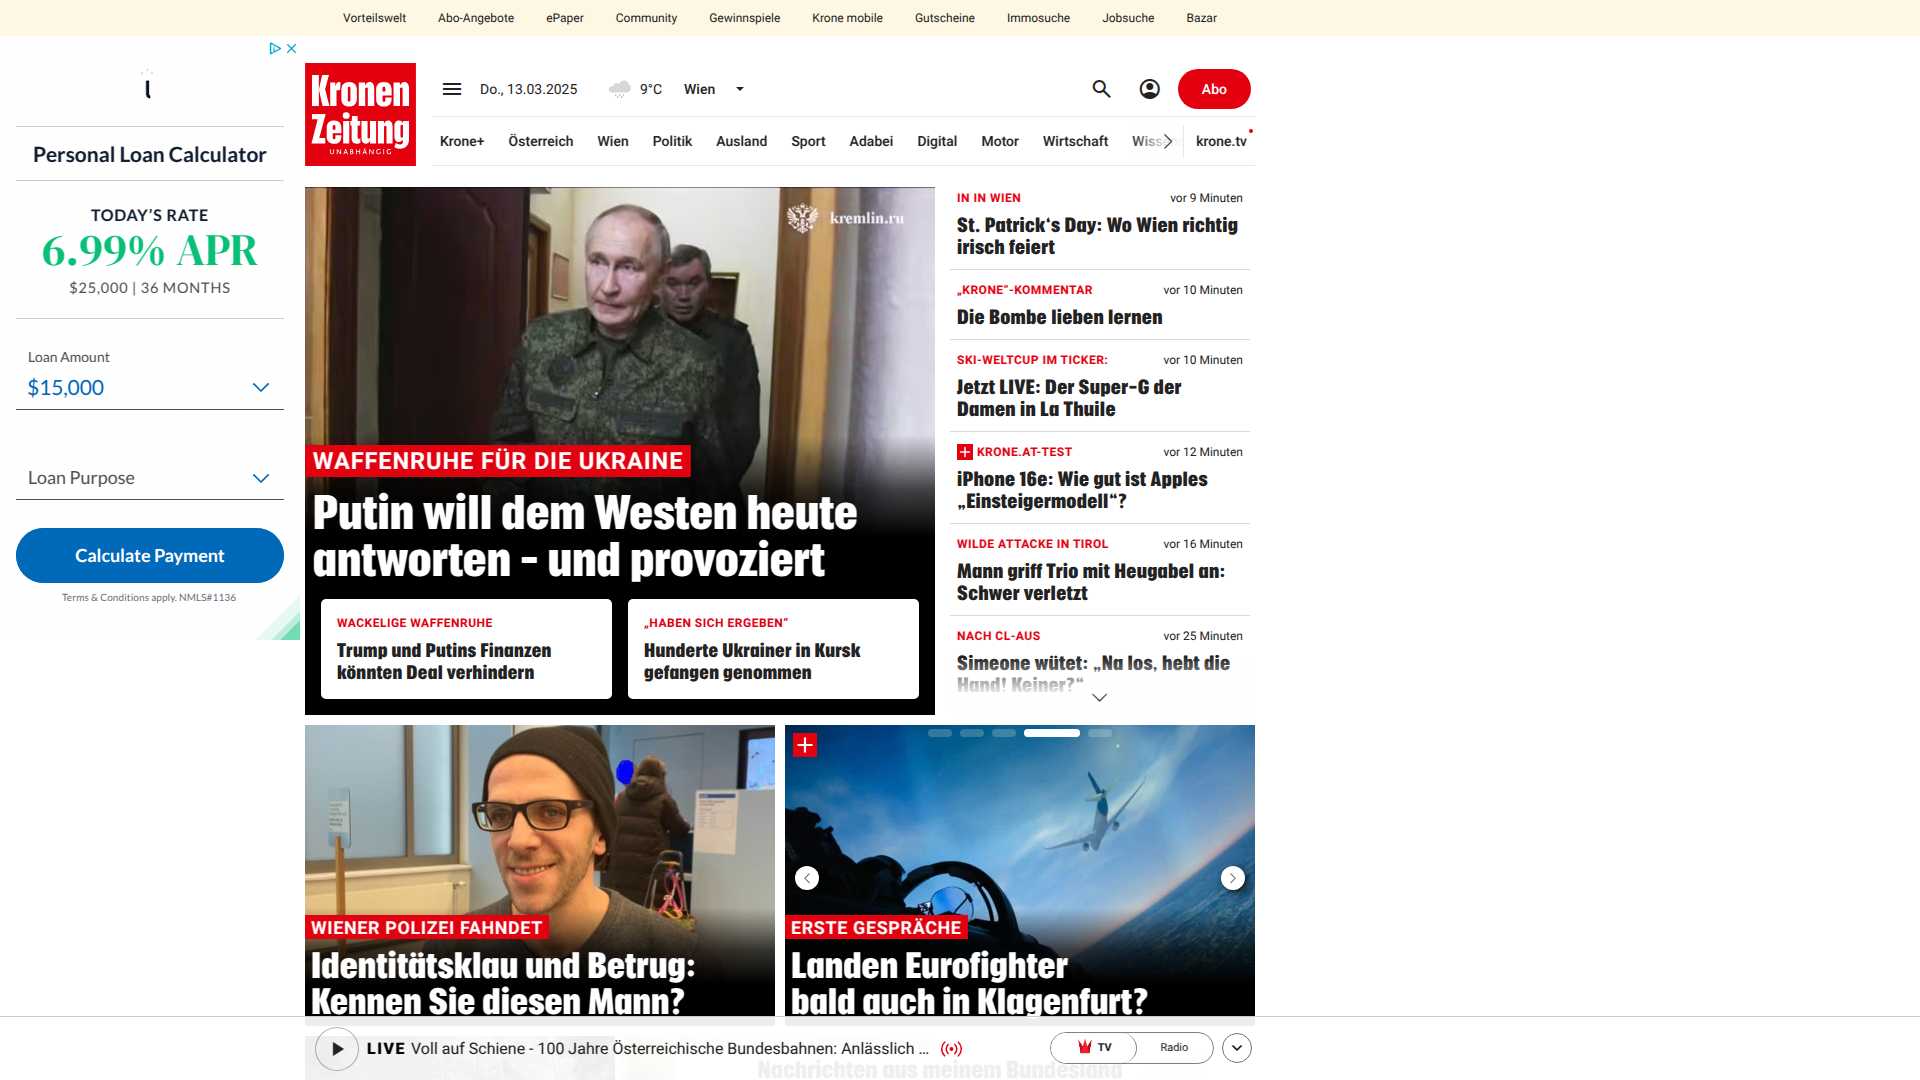 Vorteilswelt
Abo-Angebote
ePaper
Community
Gewinnspiele
Krone mobile
Gutscheine
Immosuche
Jobsuche
Bazar
Personal Loan Calculator
TODAY'S RATE
6.99% APR
$25,000 | 36 MONTHS
Loan Amount
$15,000
Loan Purpose
Calculate Payment
Terms & Conditions apply. NMLS#1136
Kronen
Zeitung
UNABHÄNGIG
Do., 13.03.2025
9°C
Wien
Abo
Krone+
Österreich
Wien
Politik
Ausland
Sport
Adabei
Digital
Motor
Wirtschaft
krone.tv
kremlin.ru
WAFFENRUHE FÜR DIE UKRAINE
Putin will dem Westen heute
antworten – und provoziert
WACKELIGE WAFFENRUHE
Trump und Putins Finanzen
könnten Deal verhindern
„HABEN SICH ERGEBEN“
Hunderte Ukrainer in Kursk
gefangen genommen
IN IN WIEN
vor 9 Minuten
St. Patrick‘s Day: Wo Wien richtig
irisch feiert
„KRONE“-KOMMENTAR
vor 10 Minuten
Die Bombe lieben lernen
SKI-WELTCUP IM TICKER:
vor 10 Minuten
Jetzt LIVE: Der Super-G der
Damen in La Thuile
KRONE.AT-TEST
vor 12 Minuten
iPhone 16e: Wie gut ist Apples
„Einsteigermodell“?
WILDE ATTACKE IN TIROL
vor 16 Minuten
Mann griff Trio mit Heugabel an:
Schwer verletzt
NACH CL-AUS
vor 25 Minuten
Simeone wütet: „Na los, hebt die
Hand! Keiner?“
WIENER POLIZEI FAHNDET
Identitätsklau und Betrug:
Kennen Sie diesen Mann?
ERSTE GESPRÄCHE
Landen Eurofighter
bald auch in Klagenfurt?
LIVE Voll auf Schiene - 100 Jahre Österreichische Bundesbahnen: Anlässlich ...
TV
Radio
Nachrichten aus meinem Bundesland